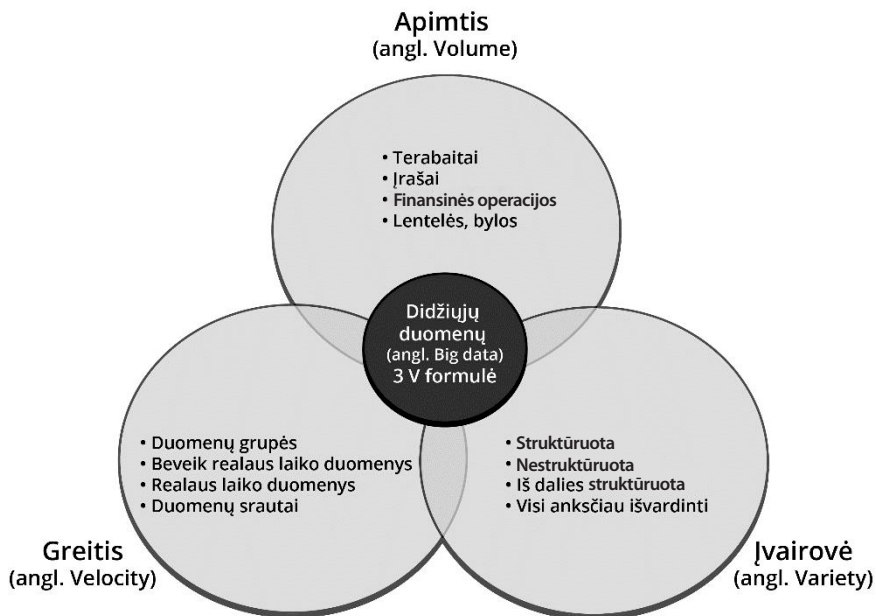 Apimtis
(angl. Volume)
• Terabaitai
• Įrašai
• Finansinės operacijos
• Lentelės, bylos
Didžiųjų
duomenų
(angl. Big data)
3 V formulė
• Duomenų grupės
• Beveik realaus laiko duomenys
• Realaus laiko duomenys
• Duomenų srautai
Greitis
(angl. Velocity)
• Struktūruota
• Nestruktūruota
• Iš dalies struktūruota
• Visi anksčiau išvardinti
Įvairovė
(angl. Variety)